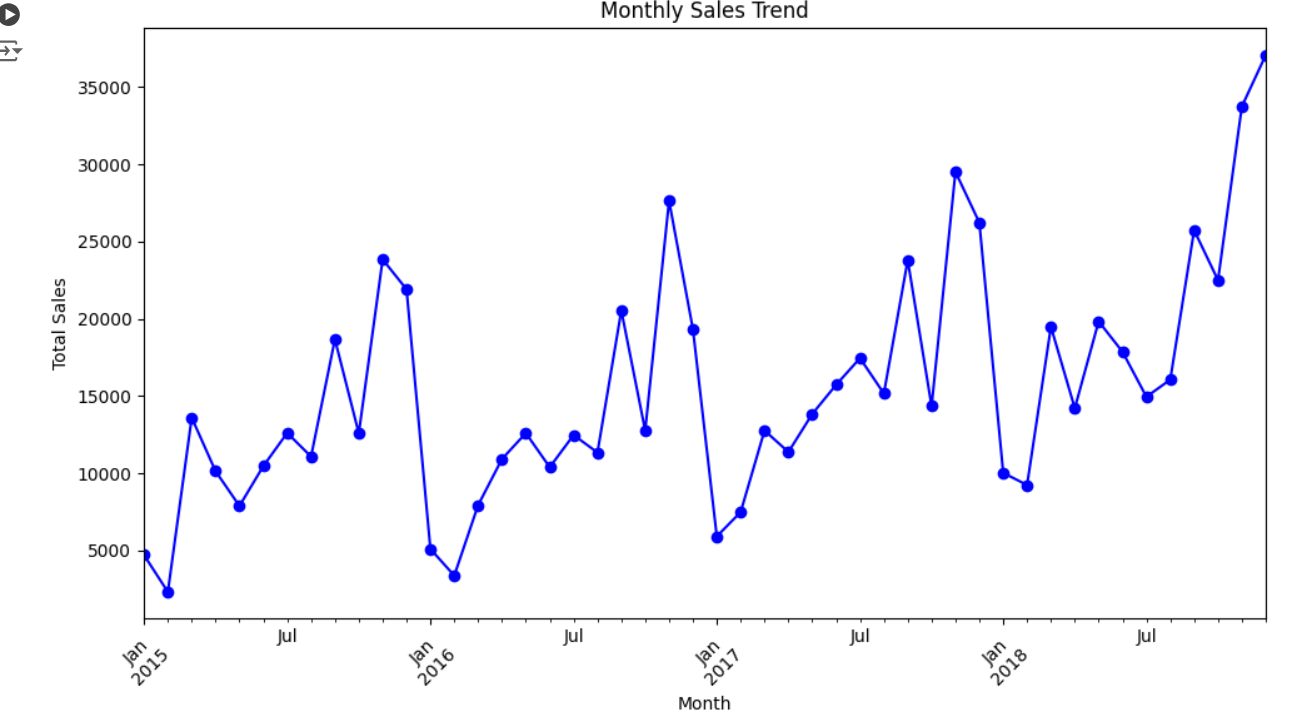 Monthly Sales Trend
35000
30000
25000
20000
15000
10000
5000
Total Sales
Jan
2015
Jul
Jan
2016
Jul
Jan
2017
Jul
Jan
2018
Jul
Month